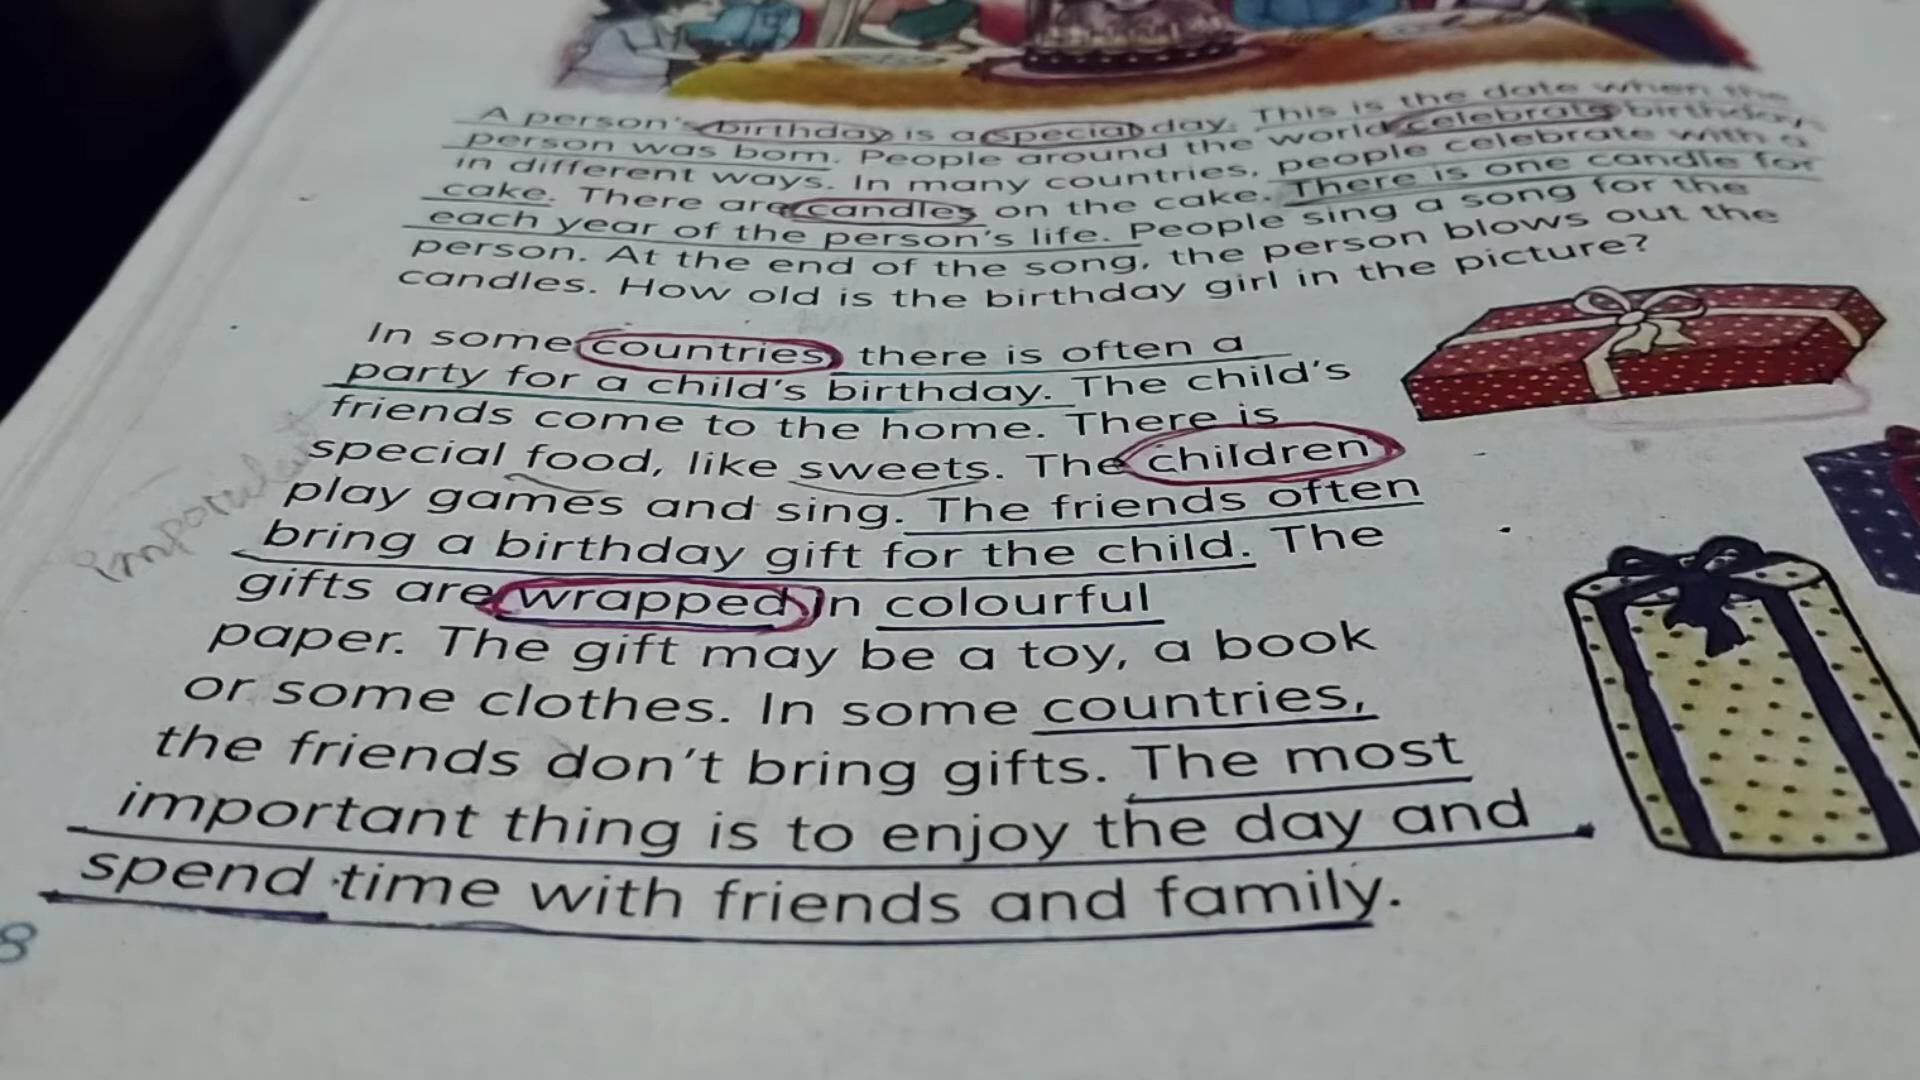 A person's birthday is a special day. This is the date when the
person was born. People around the world celebrate birthdays
in different ways. In many countries, people celebrate with a
cake. There are candles on the cake. There is one candle for
each year of the person's life. People sing a song for the
person. At the end of the song, the person blows out the
candles. How old is the birthday girl in the picture?
In some countries there is often a
party for a child's birthday. The child's
friends come to the home. There is
special food, like sweets. The children
play games and sing. The friends often
bring a birthday gift for the child. The
gifts are wrapped in colourful
paper. The gift may be a toy, a book
or some clothes. In some countries,
the friends don't bring gifts. The most
important thing is to enjoy the day and
spend time with friends and family.
8